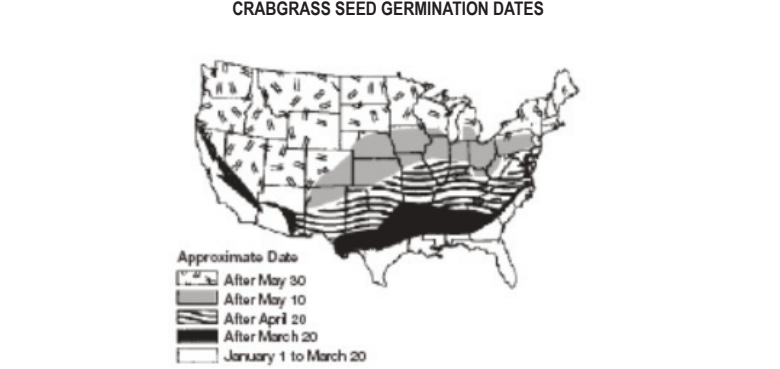 CRABGRASS SEED GERMINATION DATES
Approximate Date
After May 30
After May 10
After April 20
After March 20
January 1 to March 20